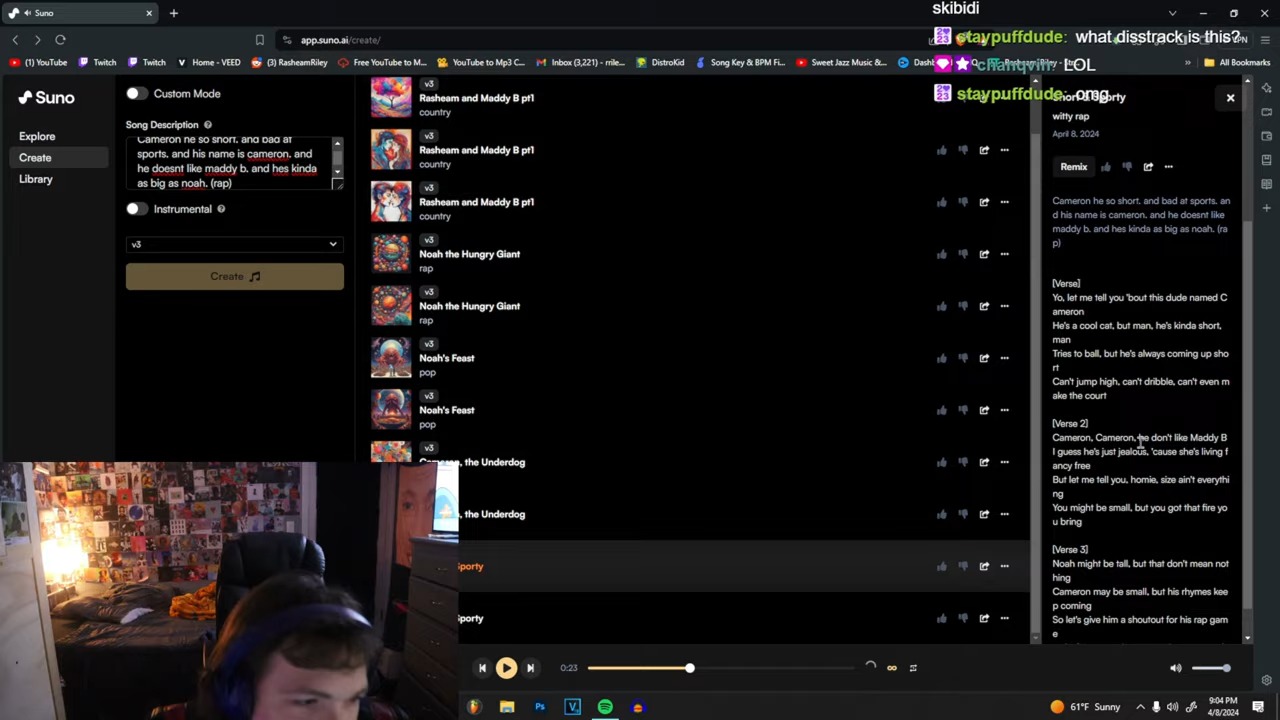 Suno
skibidi
app.suno.ai/create/
staypuffdude: what disstrack is this?
VPN
(1) YouTube
Twitch
Twitch
Home - VEED
(3) RasheamRiley
Free YouTube to M...
YouTube to Mp3 C...
Inbox (3,221) - rrile...
DistroKid
Song Key & BPM Fi...
Sweet Jazz Music &...
Dashb
All Bookmarks
LOL
staypuffdude: omg
Suno
Explore
Create
Library
Custom Mode
Song Description
Cameron he so short. and bad at
sports. and his name is cameron. and
he doesnt like maddy b. and hes kinda
as big as noah. (rap)
Instrumental
v3
Create
v3
Rasheam and Maddy B pt1
country
v3
Rasheam and Maddy B pt1
country
v3
Rasheam and Maddy B pt1
country
v3
Noah the Hungry Giant
rap
v3
Noah the Hungry Giant
rap
v3
Noah's Feast
pop
v3
Noah's Feast
pop
v3
Cameron, the Underdog
, the Underdog
Sporty
Sporty
0:23
witty rap
April 8, 2024
Remix
Cameron he so short. and bad at sports. an
d his name is cameron. and he doesnt like
maddy b. and hes kinda as big as noah. (ra
p)
[Verse]
Yo, let me tell you 'bout this dude named C
ameron
He's a cool cat, but man, he's kinda short,
man
Tries to ball, but he's always coming up sho
rt
Can't jump high, can't dribble, can't even m
ake the court
[Verse 2]
Cameron, Cameron, he don't like Maddy B
I guess he's just jealous, 'cause she's living f
ancy free
But let me tell you, homie, size ain't everythi
ng
You might be small, but you got that fire yo
u bring
[Verse 3]
Noah might be tall, but that don't mean not
hing
Cameron may be small, but his rhymes kee
p coming
So let's give him a shoutout for his rap gam
e
61°F Sunny
9:04 PM
4/8/2024